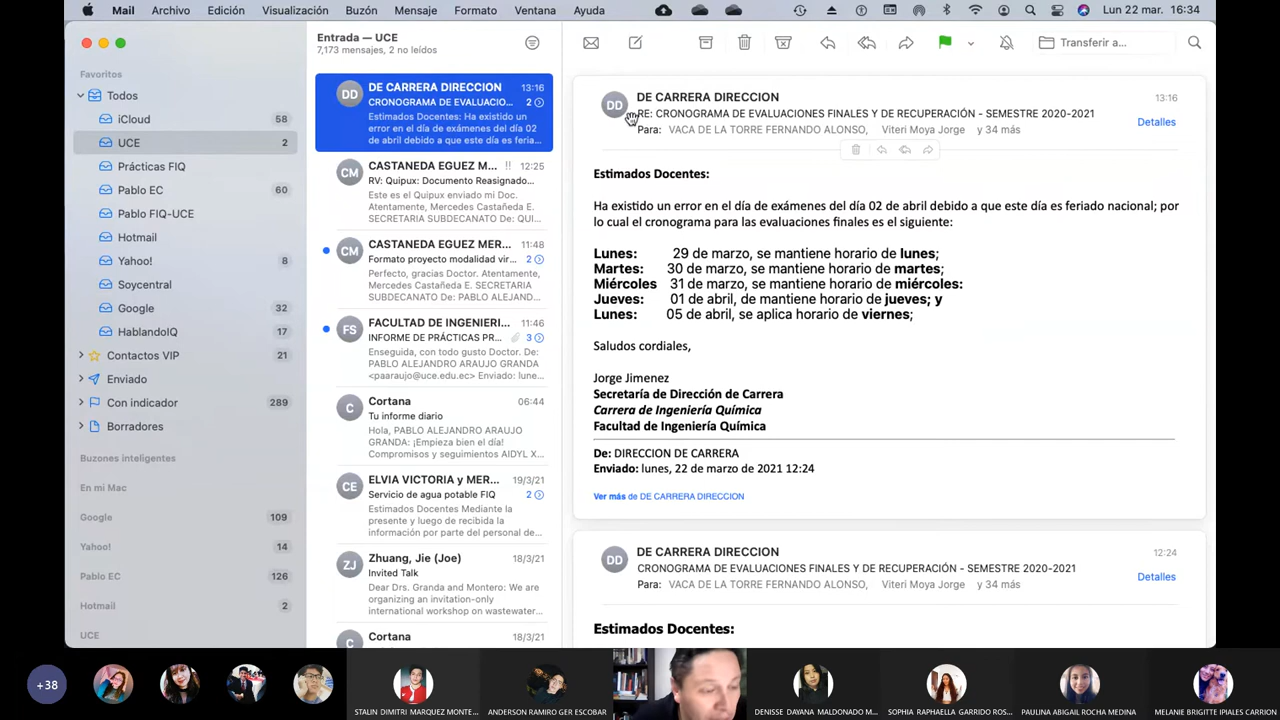 Mail Archivo Edición Visualización Buzón Mensaje Formato Ventana Ayuda Lun 22 mar. 16:34
Favoritos
Todos
iCloud 58
UCE 2
Prácticas FIQ
Pablo EC 60
Pablo FIQ-UCE
Hotmail
Yahoo! 8
Soycentral
Google 32
HablandoIQ 17
Contactos VIP 21
Enviado
Con indicador 289
Borradores
Buzones inteligentes
En mi Mac
Google 109
Yahoo! 14
Pablo EC 126
Hotmail 2
UCE
Entrada — UCE
7,173 mensajes, 2 no leídos
DE CARRERA DIRECCION 13:16
CRONOGRAMA DE EVALUACIO... 2
Estimados Docentes: Ha existido un
error en el día de exámenes del día 02
de abril debido a que este día es feria...
CASTANEDA EGUEZ M... !! 12:25
RV: Quipux: Documento Reasignado...
Este es el Quipux enviado mi Doc.
Atentamente, Mercedes Castañeda E.
SECRETARIA SUBDECANATO De: QUI...
CASTANEDA EGUEZ MER... 11:48
Formato proyecto modalidad vir... 2
Perfecto, gracias Doctor. Atentamente,
Mercedes Castañeda E. SECRETARIA
SUBDECANATO De: PABLO ALEJAND...
FACULTAD DE INGENIERI... 11:46
INFORME DE PRÁCTICAS PR... 3
Enseguida, con todo gusto Doctor. De:
PABLO ALEJANDRO ARAUJO GRANDA
<paaraujo@uce.edu.ec> Enviado: lune...
Cortana 06:44
Tu informe diario
Hola, PABLO ALEJANDRO ARAUJO
GRANDA: ¡Empieza bien el día!
Compromisos y seguimientos AIDYL X...
ELVIA VICTORIA y MER... 19/3/21
Servicio de agua potable FIQ 2
Estimados Docentes Mediante la
presente y luego de recibida la
información por parte del personal de...
Zhuang, Jie (Joe) 18/3/21
Invited Talk
Dear Drs. Granda and Montero: We are
organizing an invitation-only
international workshop on wastewater...
Cortana 18/3/21
DD
CM
CM
FS
C
CE
ZJ
C
Transferir a...
DD
DE CARRERA DIRECCION 13:16
RE: CRONOGRAMA DE EVALUACIONES FINALES Y DE RECUPERACIÓN - SEMESTRE 2020-2021
Para: VACA DE LA TORRE FERNANDO ALONSO, Viteri Moya Jorge y 34 más
Detalles
Estimados Docentes:
Ha existido un error en el día de exámenes del día 02 de abril debido a que este día es feriado nacional; por
lo cual el cronograma para las evaluaciones finales es el siguiente:
Lunes: 29 de marzo, se mantiene horario de lunes;
Martes: 30 de marzo, se mantiene horario de martes;
Miércoles 31 de marzo, se mantiene horario de miércoles:
Jueves: 01 de abril, de mantiene horario de jueves; y
Lunes: 05 de abril, se aplica horario de viernes;
Saludos cordiales,
Jorge Jimenez
Secretaría de Dirección de Carrera
Carrera de Ingeniería Química
Facultad de Ingeniería Química
De: DIRECCION DE CARRERA
Enviado: lunes, 22 de marzo de 2021 12:24
Ver más de DE CARRERA DIRECCION
DD
DE CARRERA DIRECCION 12:24
CRONOGRAMA DE EVALUACIONES FINALES Y DE RECUPERACIÓN - SEMESTRE 2020-2021
Para: VACA DE LA TORRE FERNANDO ALONSO, Viteri Moya Jorge y 34 más
Detalles
Estimados Docentes:
+38
STALIN DIMITRI MARQUEZ MONTE...
ANDERSON RAMIRO GER ESCOBAR
DENISSE DAYANA MALDONADO M...
SOPHIA RAPHAELLA GARRIDO ROS...
PAULINA ABIGAIL ROCHA MEDINA
MELANIE BRIGITTE IPIALES CARRION